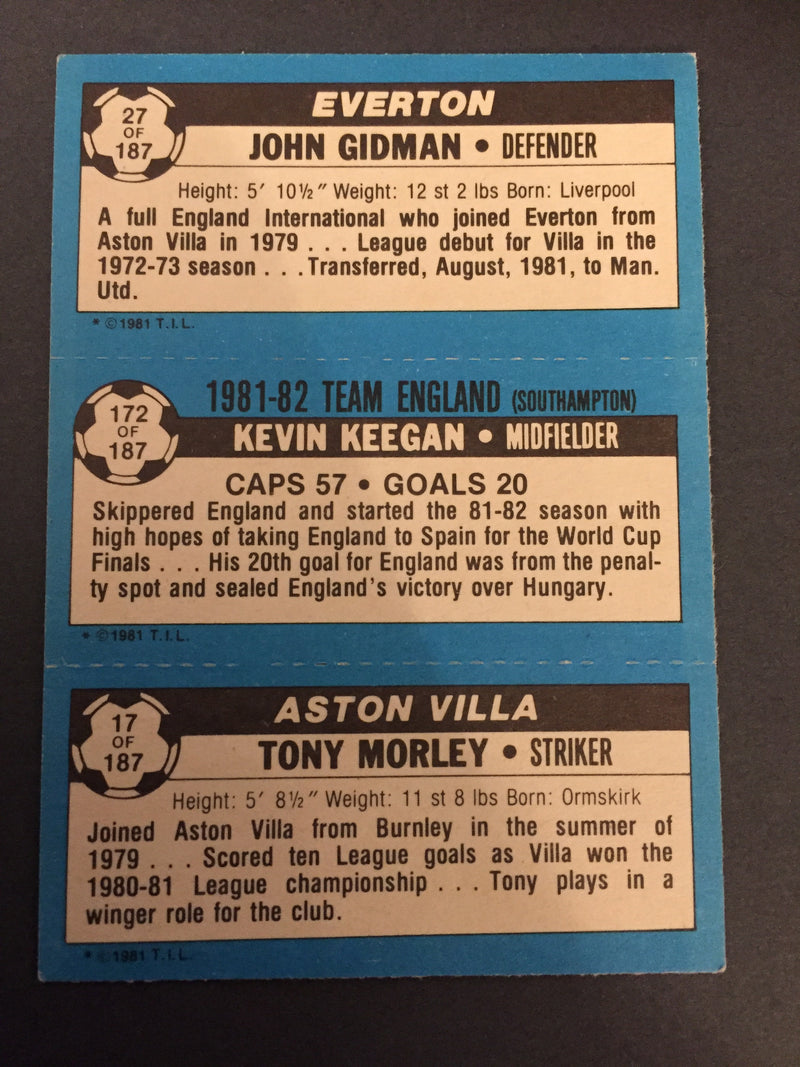 27
OF
187
EVERTON
JOHN GIDMAN • DEFENDER
Height: 5' 10½" Weight: 12 st 2 lbs Born: Liverpool
A full England International who joined Everton from
Aston Villa in 1979 . . . League debut for Villa in the
1972-73 season . . . Transferred, August, 1981, to Man.
Utd.
* ©1981 T.I.L.
1981-82 TEAM ENGLAND (SOUTHAMPTON)
172
OF
187
KEVIN KEEGAN • MIDFIELDER
CAPS 57 • GOALS 20
Skippered England and started the 81-82 season with
high hopes of taking England to Spain for the World Cup
Finals . . . His 20th goal for England was from the penal-
ty spot and sealed England's victory over Hungary.
* ©1981 T.I.L.
17
OF
187
ASTON VILLA
TONY MORLEY • STRIKER
Height: 5' 8½" Weight: 11 st 8 lbs Born: Ormskirk
Joined Aston Villa from Burnley in the summer of
1979 . . . Scored ten League goals as Villa won the
1980-81 League championship . . . Tony plays in a
winger role for the club.
* © 1981 T.I.L.